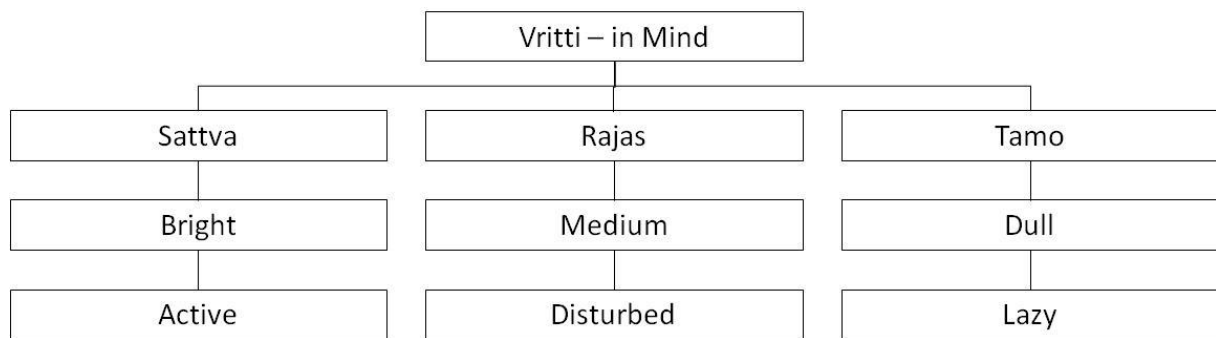 Vritti – in Mind
Sattva
Rajas
Tamo
Bright
Medium
Dull
Active
Disturbed
Lazy